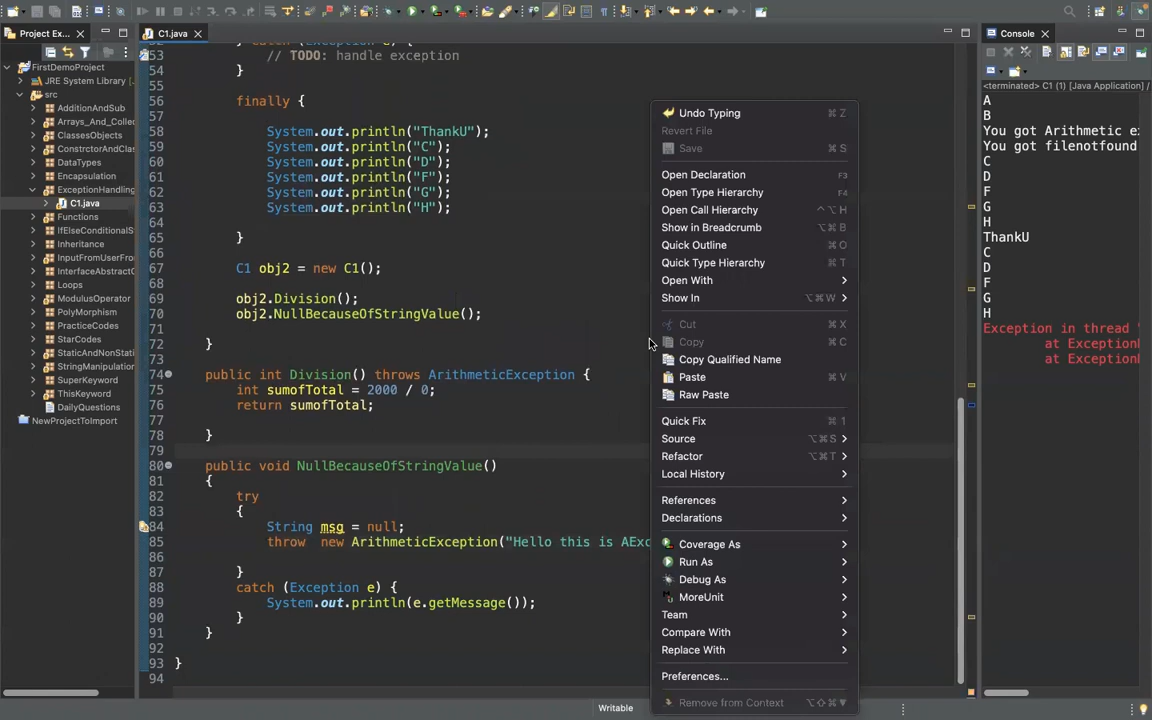 Project Ex...
C1.java
Console
FirstDemoProject
JRE System Library [
src
AdditionAndSub
Arrays_And_Collec
ClassesObjects
ConstrctorAndClas
DataTypes
Encapsulation
ExceptionHandling
C1.java
Functions
IfElseConditionalS
Inheritance
InputFromUserFro
InterfaceAbstract
Loops
ModulusOperator
PolyMorphism
PracticeCodes
StarCodes
StaticAndNonStati
StringManipulatio
SuperKeyword
ThisKeyword
DailyQuestions
NewProjectToImport
52 } catch (Exception e) {
53 // TODO: handle exception
54 }
55
56 finally {
57
58 System.out.println("ThankU");
59 System.out.println("C");
60 System.out.println("D");
61 System.out.println("F");
62 System.out.println("G");
63 System.out.println("H");
64
65 }
66
67 C1 obj2 = new C1();
68
69 obj2.Division();
70 obj2.NullBecauseOfStringValue();
71
72 }
73
74 public int Division() throws ArithmeticException {
75 int sumofTotal = 2000 / 0;
76 return sumofTotal;
77
78 }
79
80 public void NullBecauseOfStringValue()
81 {
82 try
83 {
84 String msg = null;
85 throw new ArithmeticException("Hello this is AExc
86
87 }
88 catch (Exception e) {
89 System.out.println(e.getMessage());
90 }
91 }
92
93 }
94
Undo Typing ⌘ Z
Revert File
Save ⌘ S
Open Declaration F3
Open Type Hierarchy F4
Open Call Hierarchy ^⌥ H
Show in Breadcrumb ⌥⌘ B
Quick Outline ⌘ O
Quick Type Hierarchy ⌘ T
Open With
Show In ⌥⌘ W
Cut ⌘ X
Copy ⌘ C
Copy Qualified Name
Paste ⌘ V
Raw Paste
Quick Fix ⌘ 1
Source ⌥⌘ S
Refactor ⌥⌘ T
Local History
References
Declarations
Coverage As
Run As
Debug As
MoreUnit
Team
Compare With
Replace With
Preferences...
Remove from Context
<terminated> C1 (1) [Java Application] /
A
B
You got Arithmetic ex
You got filenotfound
C
D
F
G
H
ThankU
C
D
F
G
H
Exception in thread "
at Exception
at Exception
Writable